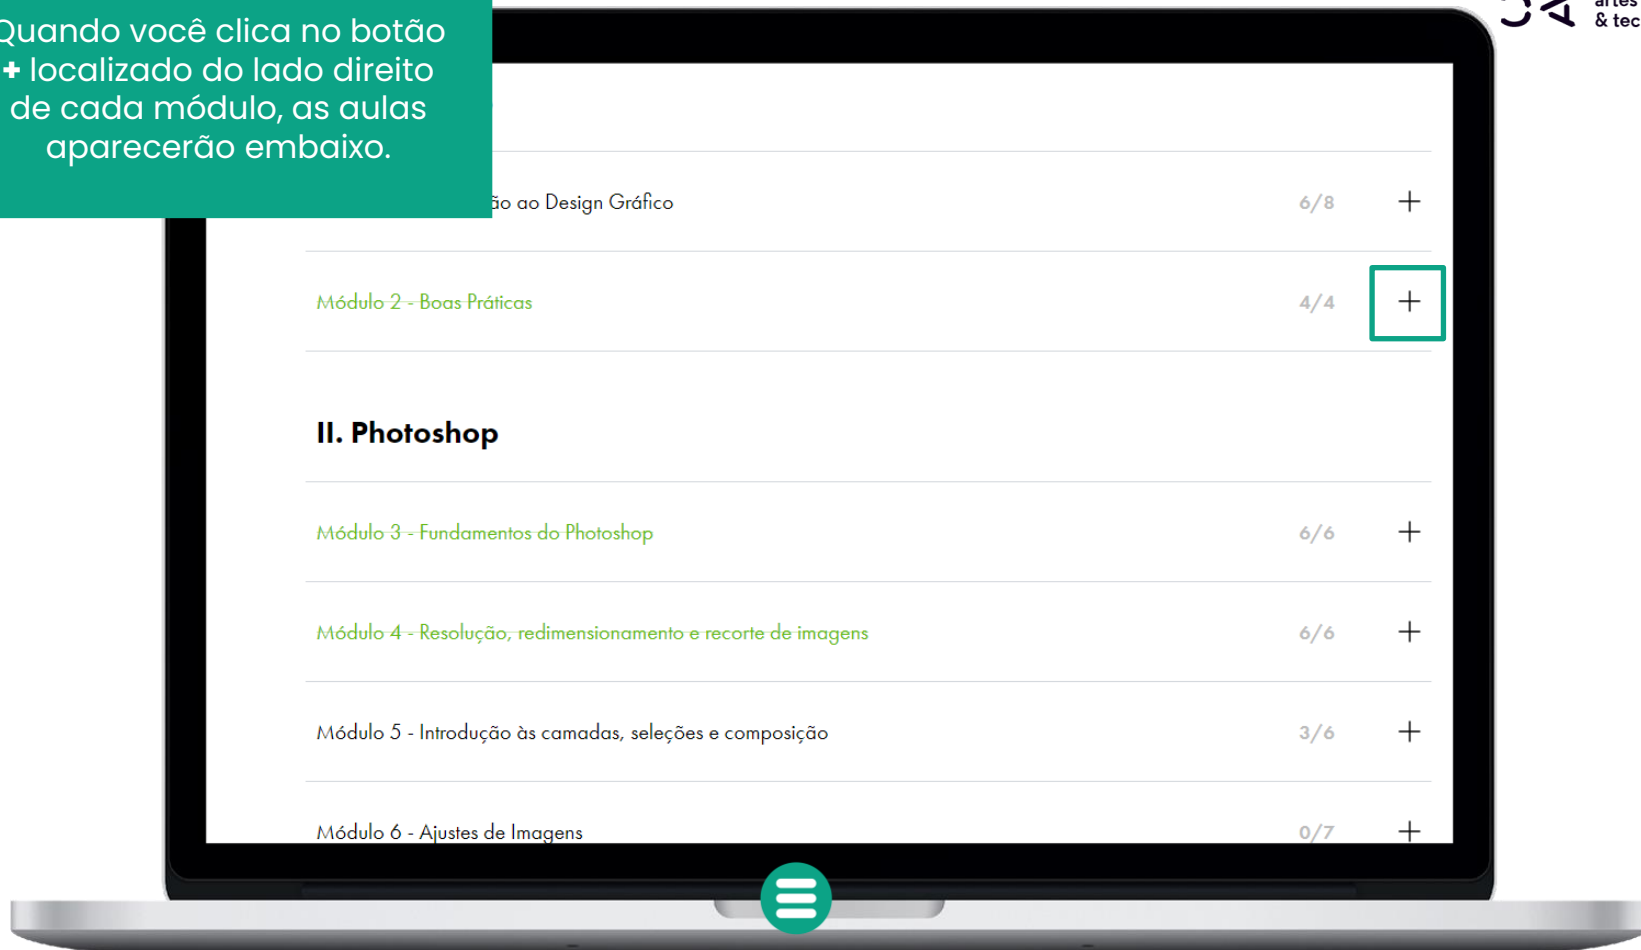 Quando você clica no botão
+ localizado do lado direito
de cada módulo, as aulas
aparecerão embaixo.
& tec
ão ao Design Gráfico 6/8 +
Módulo 2 - Boas Práticas 4/4 +
II. Photoshop
Módulo 3 - Fundamentos do Photoshop 6/6 +
Módulo 4 - Resolução, redimensionamento e recorte de imagens 6/6 +
Módulo 5 - Introdução às camadas, seleções e composição 3/6 +
Módulo 6 - Ajustes de Imagens 0/7 +